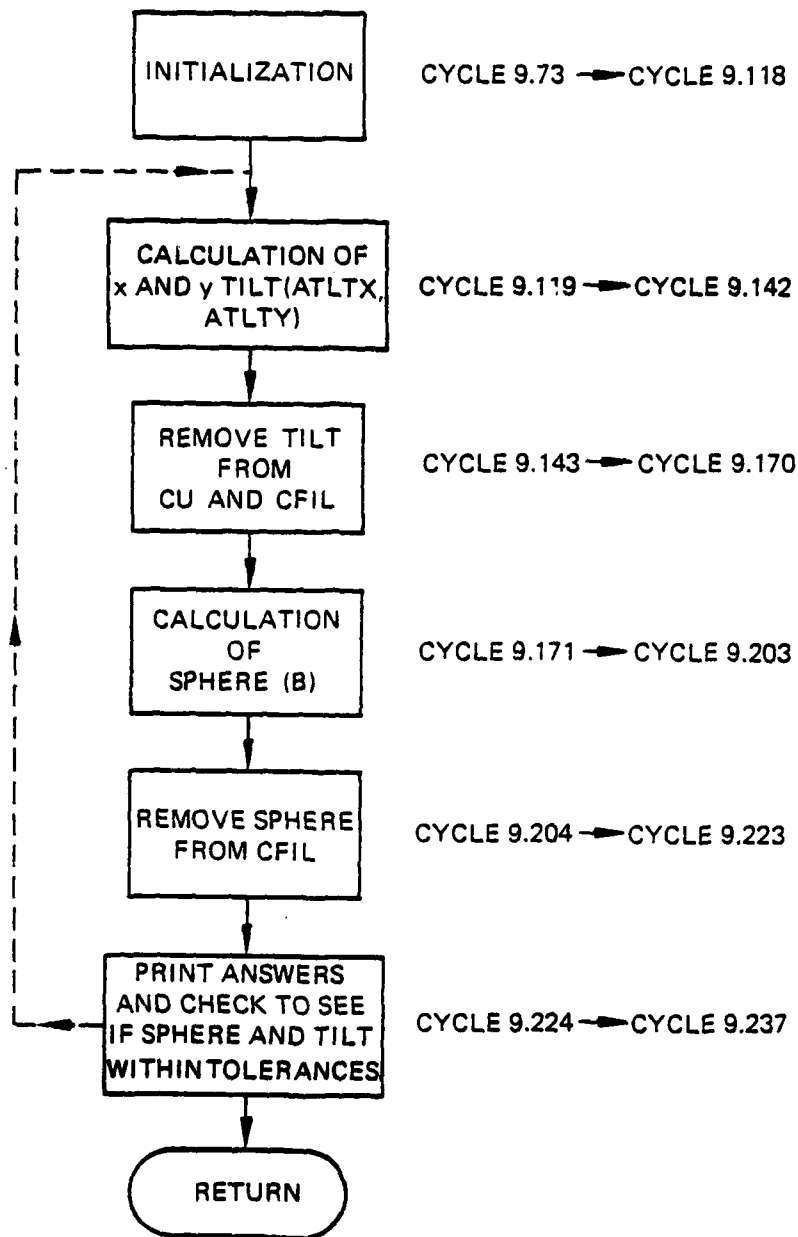 INITIALIZATION
CYCLE 9.73 → CYCLE 9.118
CALCULATION OF
x AND y TILT(ATLTX,
ATLTY)
CYCLE 9.119 → CYCLE 9.142
REMOVE TILT
FROM
CU AND CFIL
CYCLE 9.143 → CYCLE 9.170
CALCULATION
OF
SPHERE (B)
CYCLE 9.171 → CYCLE 9.203
REMOVE SPHERE
FROM CFIL
CYCLE 9.204 → CYCLE 9.223
PRINT ANSWERS
AND CHECK TO SEE
IF SPHERE AND TILT
WITHIN TOLERANCES
CYCLE 9.224 → CYCLE 9.237
RETURN